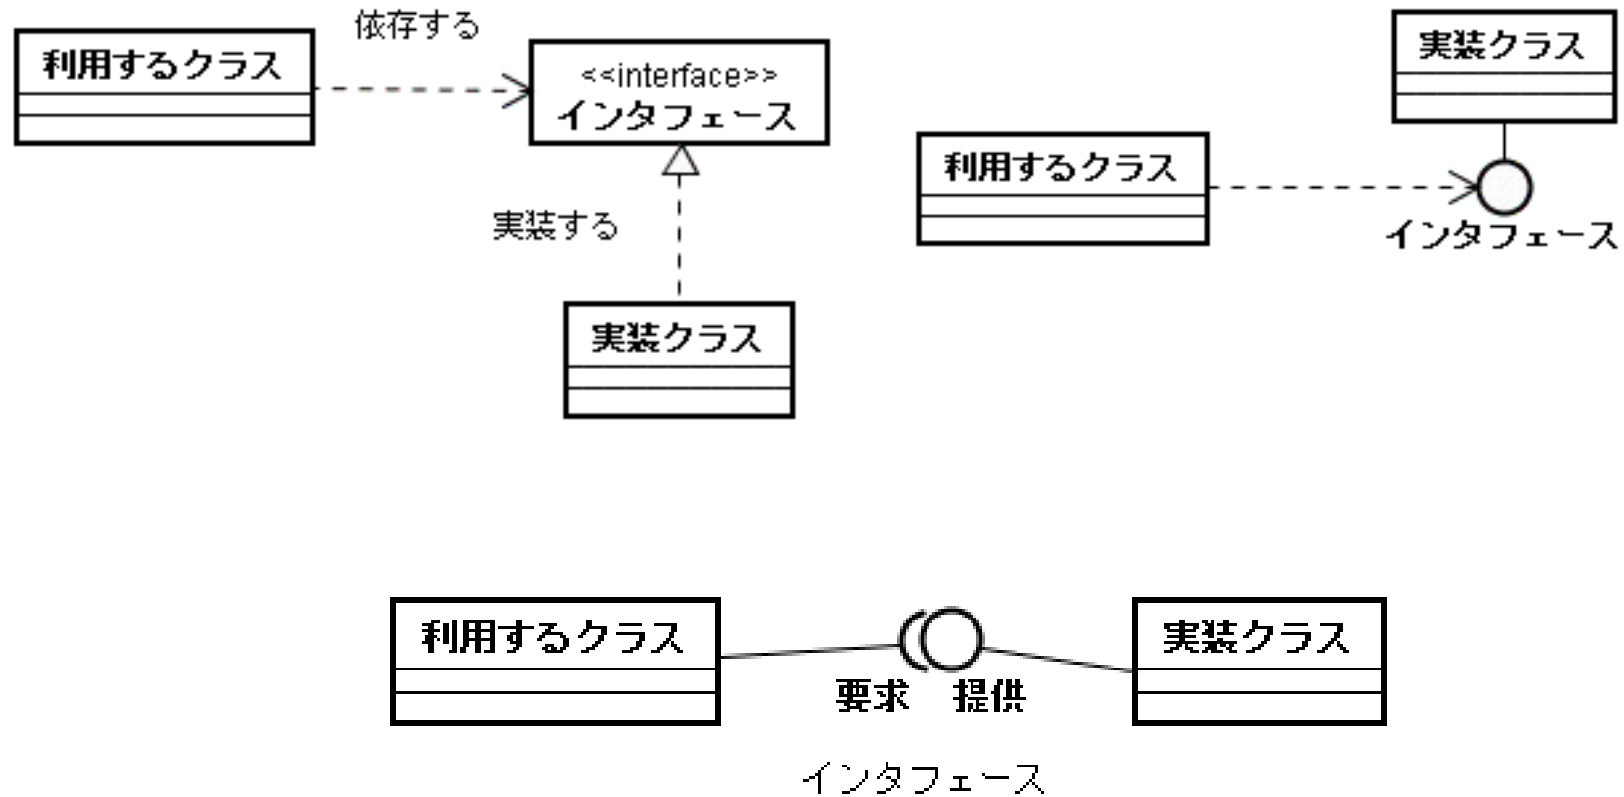 依存する
利用するクラス
<<interface>>
インタフェース
実装する
実装クラス
実装クラス
利用するクラス
インタフェース
利用するクラス
実装クラス
要求 提供
インタフェース